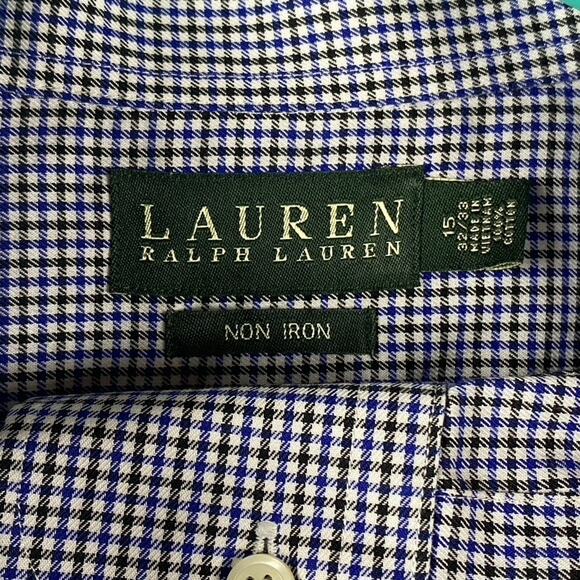 LAUREN
RALPH LAUREN
NON IRON
15
32/33
MADE IN
VIETNAM
100%
COTTON